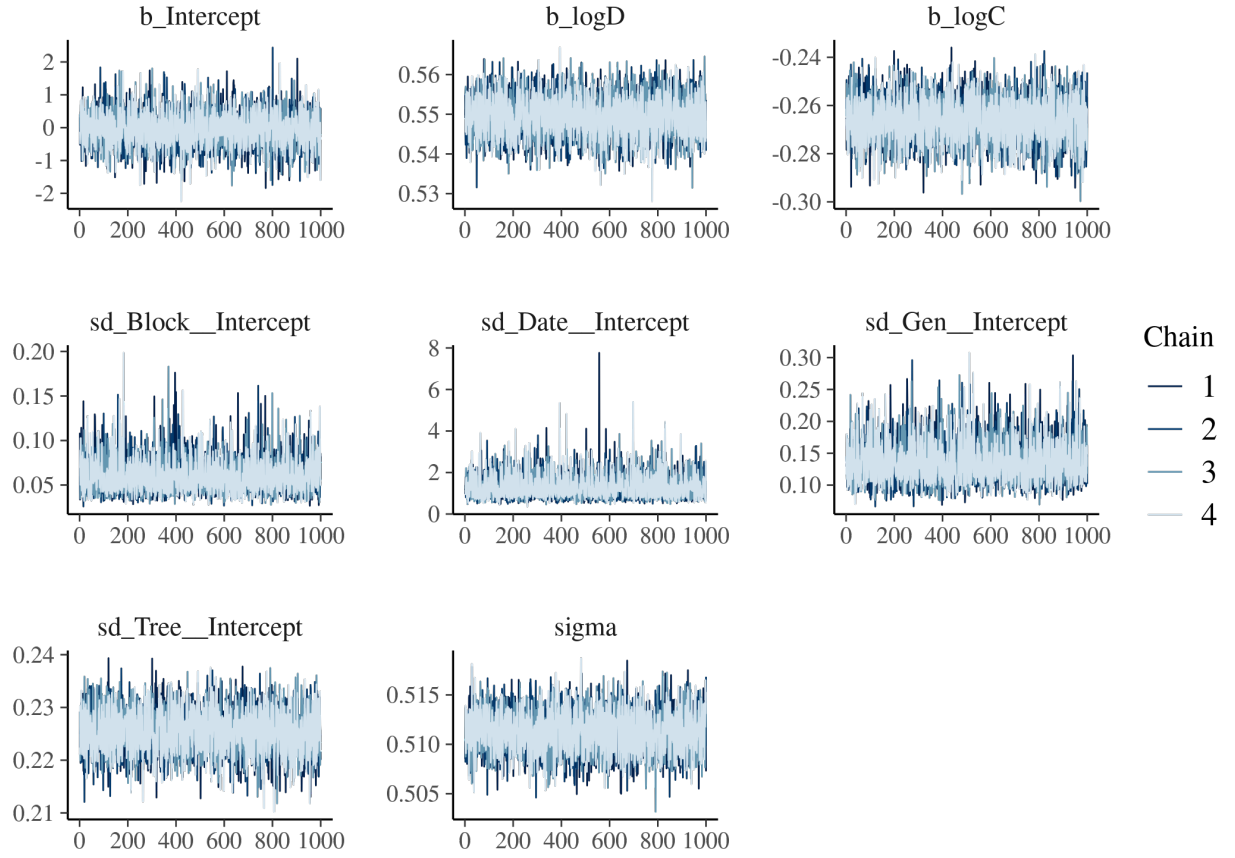 b_Intercept
2
1
0
-1
-2
0 200 400 600 800 1000
b_logD
0.56
0.55
0.54
0.53
0 200 400 600 800 1000
b_logC
-0.24
-0.26
-0.28
-0.30
0 200 400 600 800 1000
sd_Block__Intercept
0.20
0.15
0.10
0.05
0 200 400 600 800 1000
sd_Date__Intercept
8
6
4
2
0
0 200 400 600 800 1000
sd_Gen__Intercept
0.30
0.25
0.20
0.15
0.10
0 200 400 600 800 1000
Chain
1
2
3
4
sd_Tree__Intercept
0.24
0.23
0.22
0.21
0 200 400 600 800 1000
sigma
0.515
0.510
0.505
0 200 400 600 800 1000